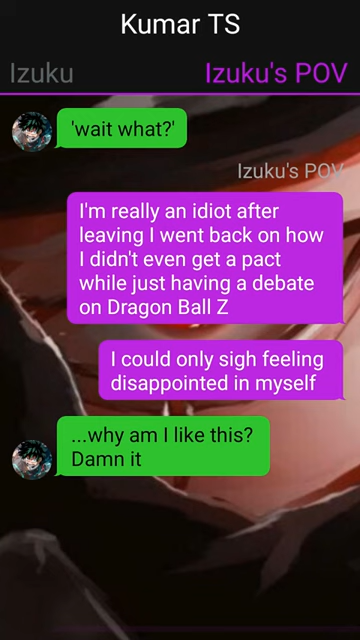 Kumar TS
Izuku
Izuku's POV
'wait what?'
Izuku's POV
I'm really an idiot after
leaving I went back on how
I didn't even get a pact
while just having a debate
on Dragon Ball Z
I could only sigh feeling
disappointed in myself
...why am I like this?
Damn it